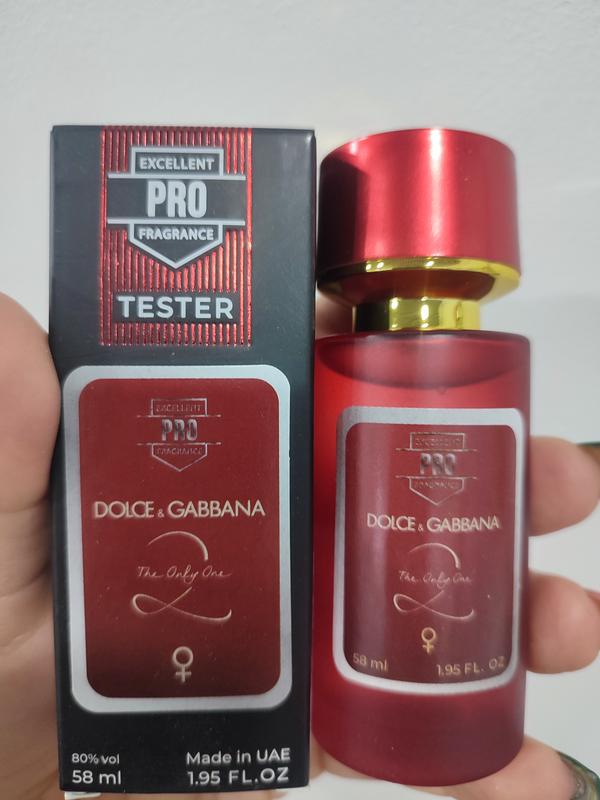 EXCELLENT
PRO
FRAGRANCE
TESTER
EXCELLENT
PRO
FRAGRANCE
DOLCE & GABBANA
The Only One
2
80% vol
58 ml
Made in UAE
1.95 FL.OZ
EXCELLENT
PRO
FRAGRANCE
DOLCE & GABBANA
The Only One
2
58 ml
1.95 FL. OZ